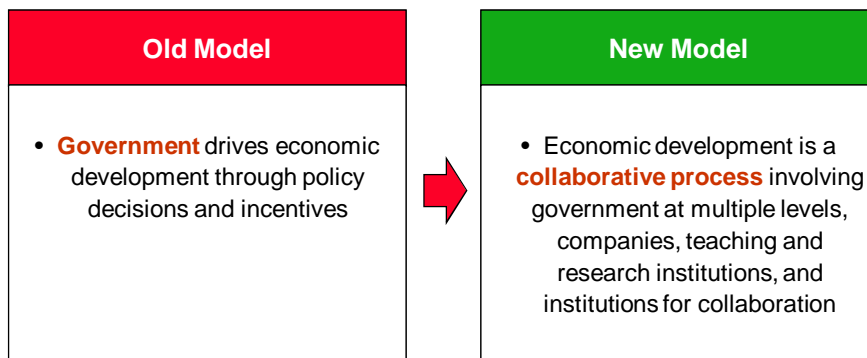 Old Model
• Government drives economic
development through policy
decisions and incentives
New Model
• Economic development is a
collaborative process involving
government at multiple levels,
companies, teaching and
research institutions, and
institutions for collaboration